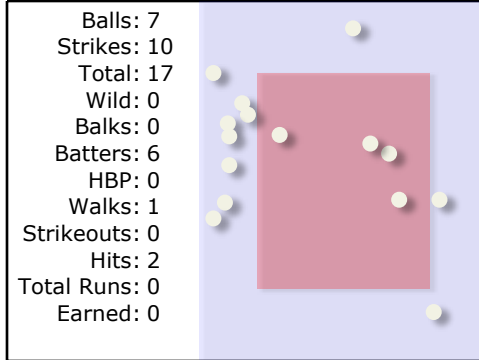 Balls: 7
Strikes: 10
Total: 17
Wild: 0
Balks: 0
Batters: 6
HBP: 0
Walks: 1
Strikeouts: 0
Hits: 2
Total Runs: 0
Earned: 0